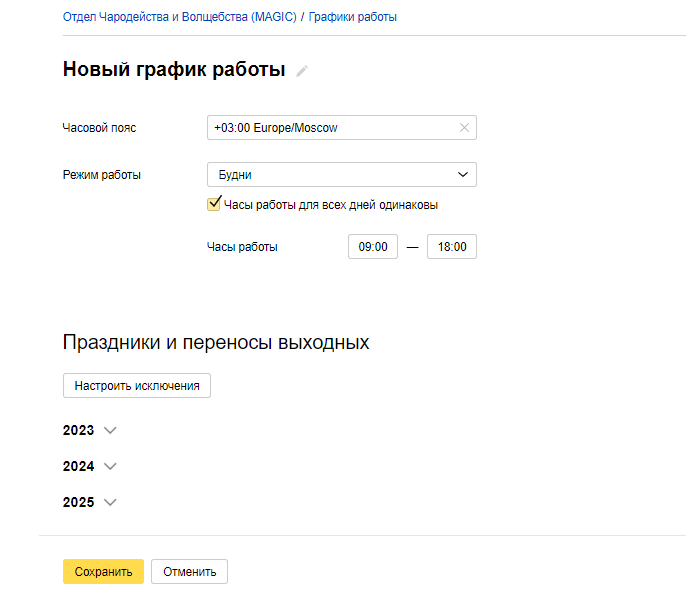 Отдел Чародейства и Волщебства (MAGIC) / Графики работы
Новый график работы
Часовой пояс
+03:00 Europe/Moscow
Режим работы
Будни
Часы работы для всех дней одинаковы
Часы работы
09:00 — 18:00
Праздники и переносы выходных
Настроить исключения
2023
2024
2025
Сохранить
Отменить